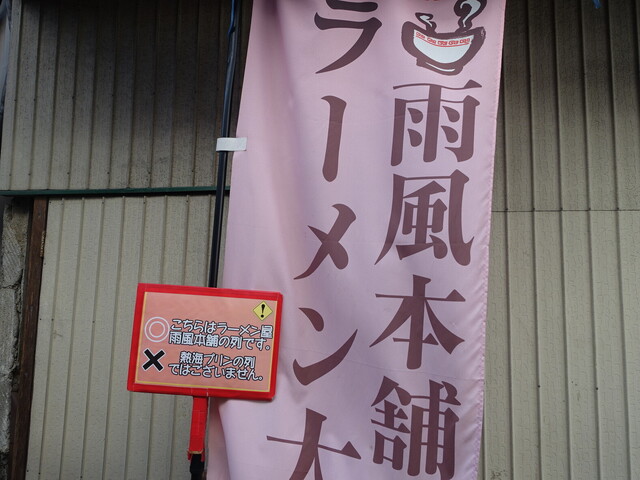 雨風本舗
ラーメン大
◎こちらはラーメン屋
雨風本舗の列です。
✕熱海プリンの列
ではございません。